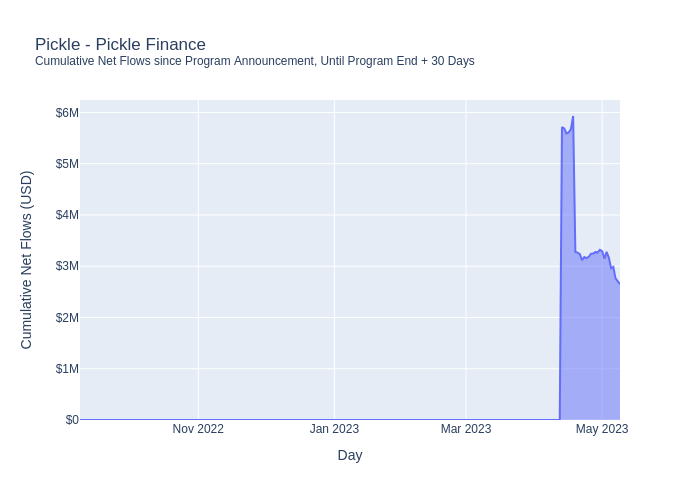 Pickle - Pickle Finance
Cumulative Net Flows since Program Announcement, Until Program End + 30 Days
Cumulative Net Flows (USD)
$6M
$5M
$4M
$3M
$2M
$1M
$0
Nov 2022
Jan 2023
Mar 2023
May 2023
Day